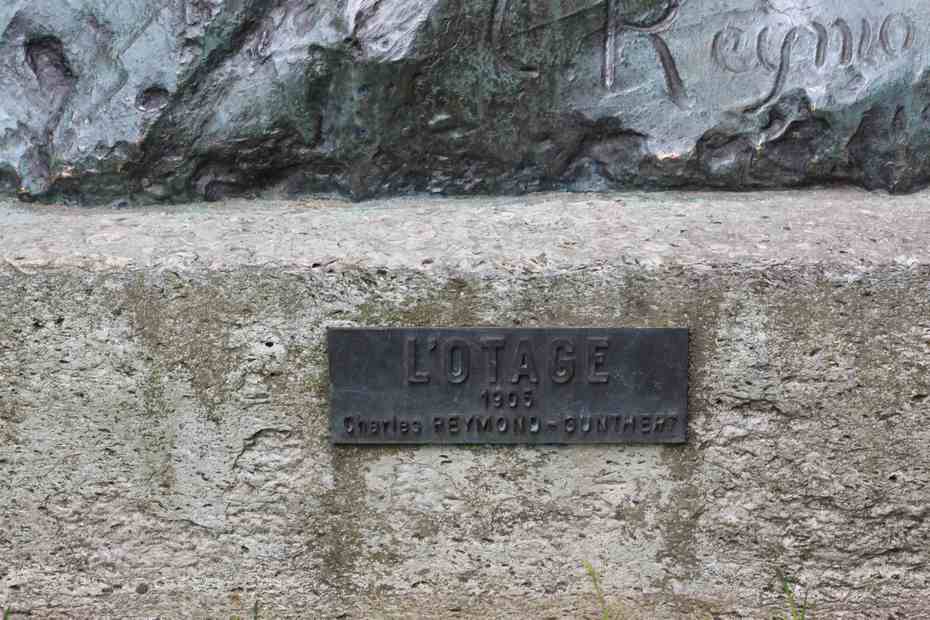 Reymo
L'OTAGE
1905
Charles REYMOND-GUNTHERT